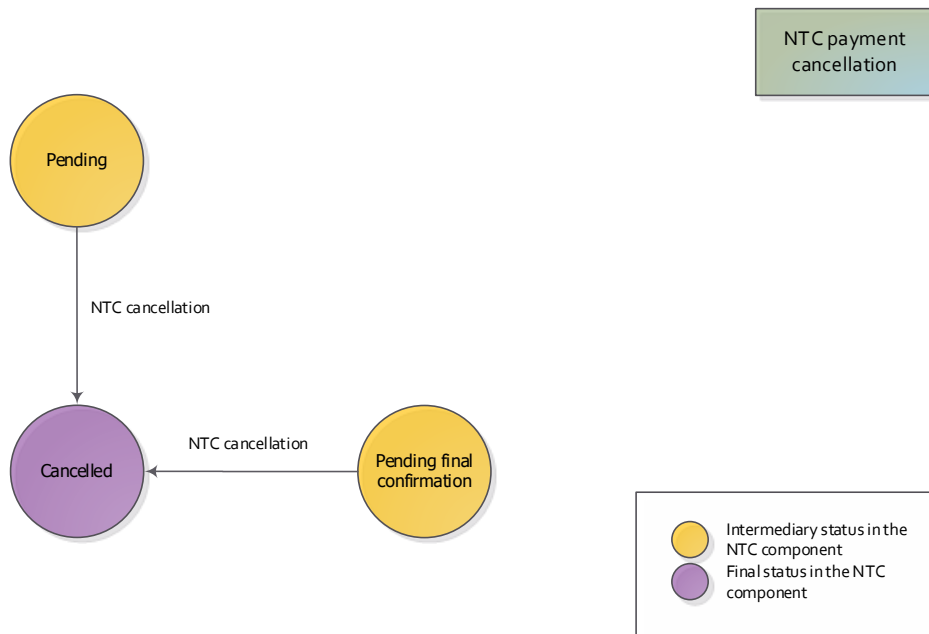 NTC payment
cancellation
Pending
NTC cancellation
NTC cancellation
Cancelled
Pending final
confirmation
Intermediary status in the
NTC component
Final status in the NTC
component